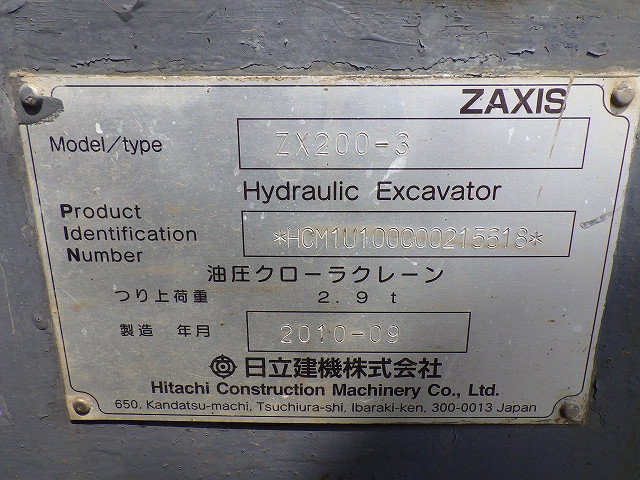 ZAXIS
Model/type ZX200-3
Hydraulic Excavator
Product
Identification
Number
*HCM1U100C00215618*
油圧クローラクレーン
つり上荷重 2.9t
製造 年月 2010-09
日立建機株式会社
Hitachi Construction Machinery Co., Ltd.
650, Kandatsu-machi, Tsuchiura-shi, Ibaraki-ken, 300-0013 Japan